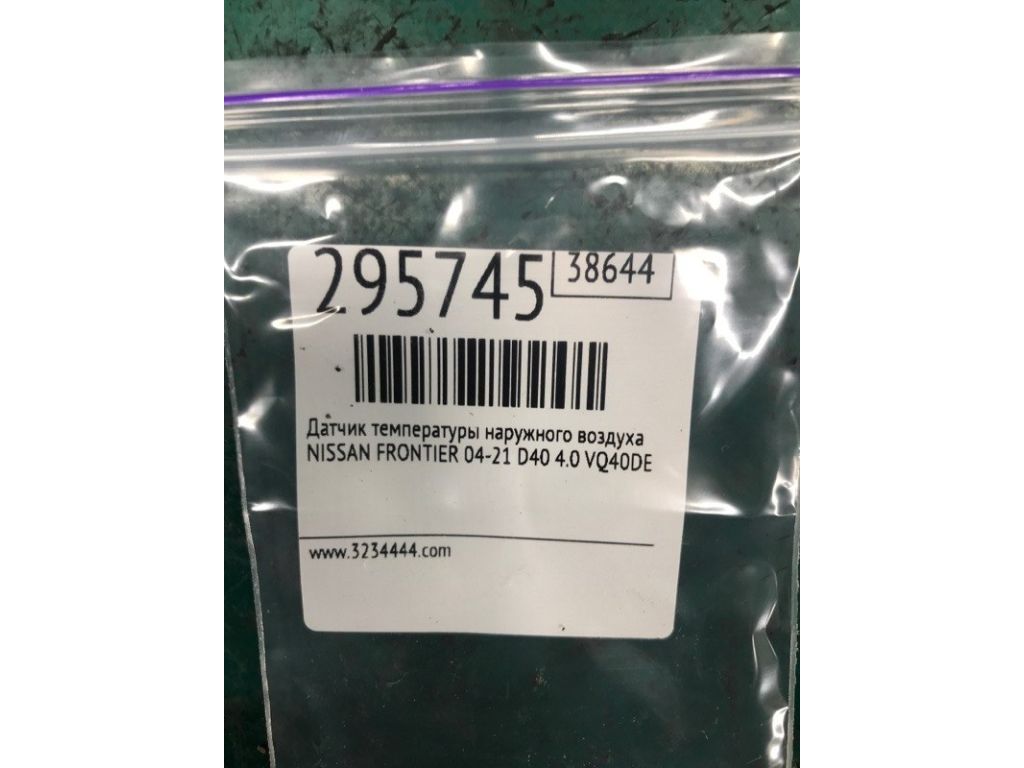 295745
38644
Датчик температуры наружного воздуха
NISSAN FRONTIER 04-21 D40 4.0 VQ40DE
www.3234444.com